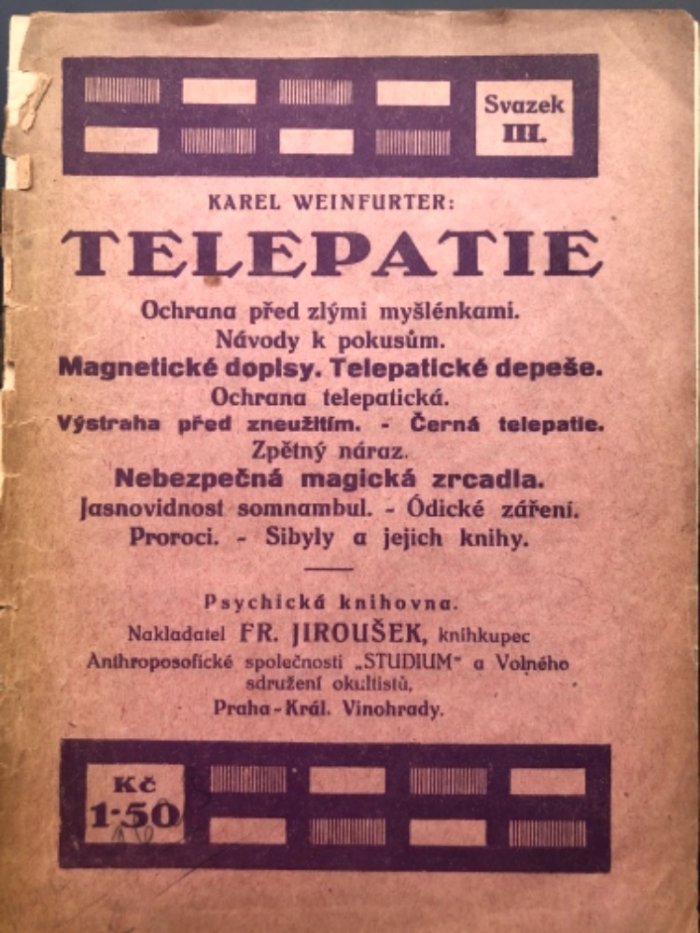 Svazek
III.
KAREL WEINFURTER:
TELEPATIE
Ochrana před zlými myšlénkami.
Návody k pokusům.
Magnetické dopisy. Telepatické depeše.
Ochrana telepatická.
Výstraha před zneužitím. - Černá telepatie.
Zpětný náraz.
Nebezpečná magická zrcadla.
Jasnovidnost somnambul. - Ódické záření.
Proroci. - Sibyly a jejich knihy.
Psychická knihovna.
Nakladatel FR. JIROUŠEK, knihkupec
Anthroposofické společnosti „STUDIUM“ a Volného
sdružení okultistů,
Praha-Král. Vinohrady.
Kč
1·50